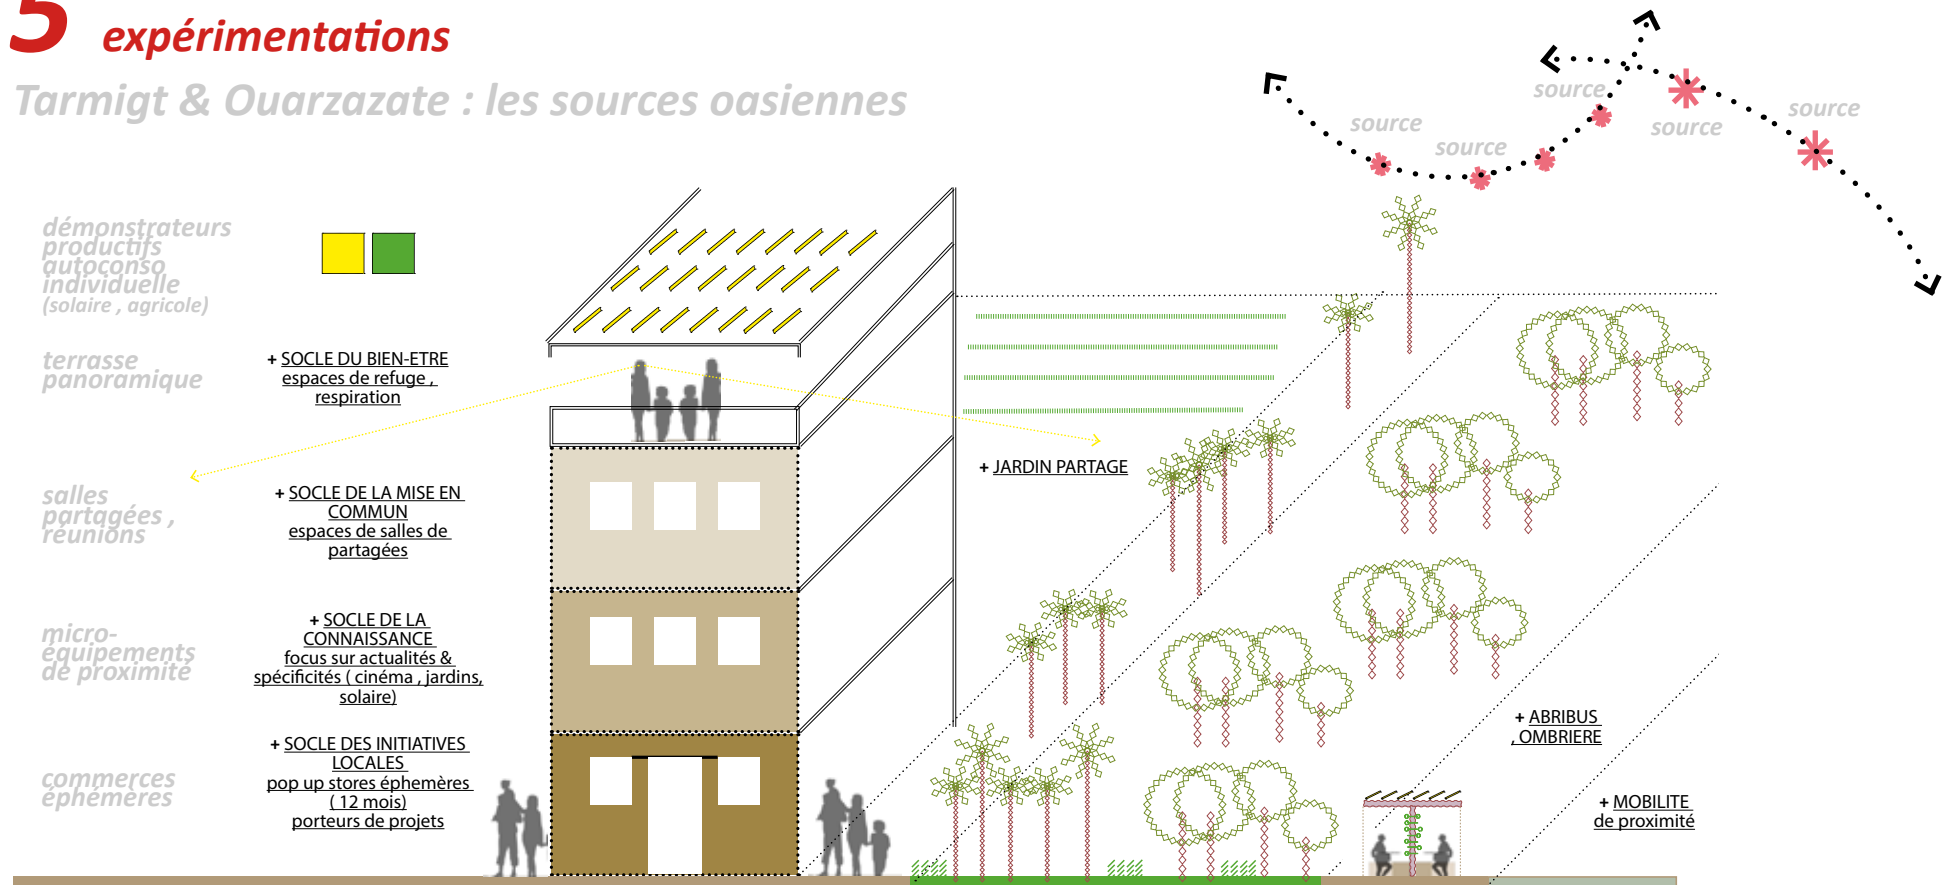 5 expérimentations
Tarmigt & Ouarzazate : les sources oasiennes
source
source
source
source
source
démonstrateurs
productifs
autoconso
individuelle
(solaire , agricole)
terrasse
panoramique
+ SOCLE DU BIEN-ETRE
espaces de refuge ,
respiration
salles
partagées ,
réunions
+ SOCLE DE LA MISE EN
COMMUN
espaces de salles de
partagées
+ JARDIN PARTAGE
micro-
équipements
de proximité
+ SOCLE DE LA
CONNAISSANCE
focus sur actualités &
spécificités ( cinéma , jardins,
solaire)
commerces
éphémères
+ SOCLE DES INITIATIVES
LOCALES
pop up stores éphemères
( 12 mois)
porteurs de projets
+ ABRIBUS
, OMBRIERE
+ MOBILITE
de proximité